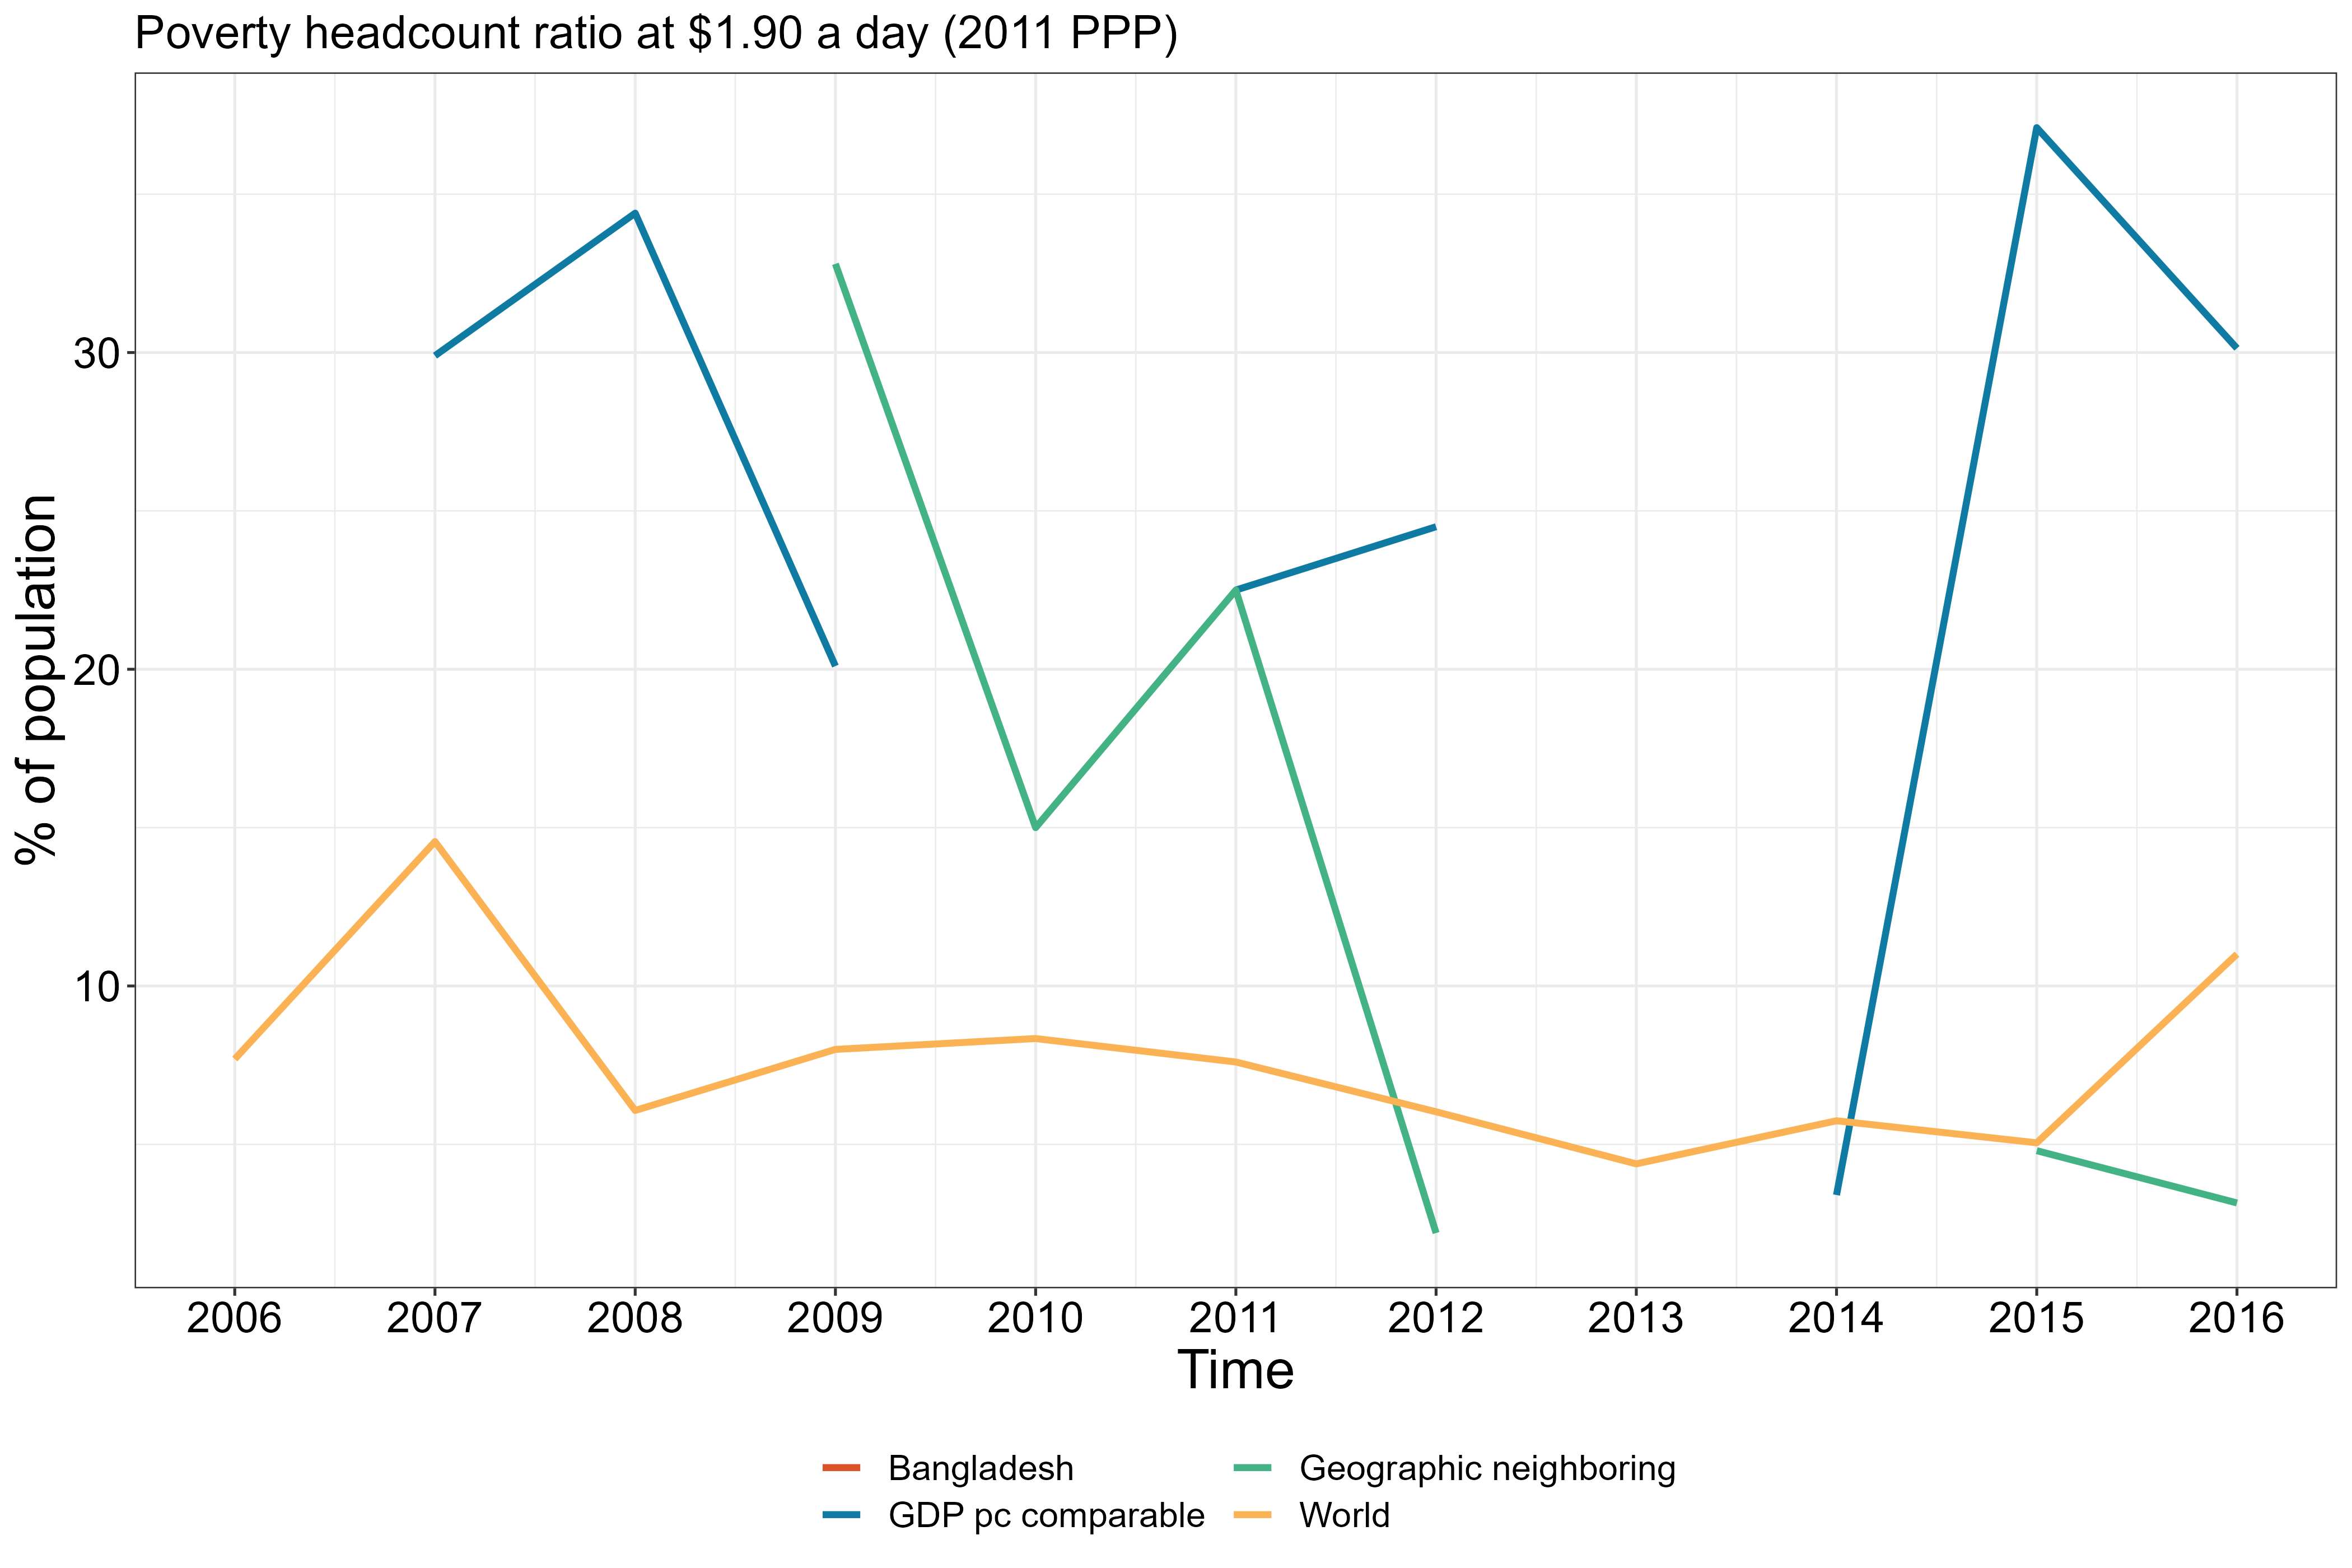 Poverty headcount ratio at $1.90 a day (2011 PPP)
% of population
30
20
10
2006 2007 2008 2009 2010 2011 2012 2013 2014 2015 2016
Time
Bangladesh
GDP pc comparable
Geographic neighboring
World